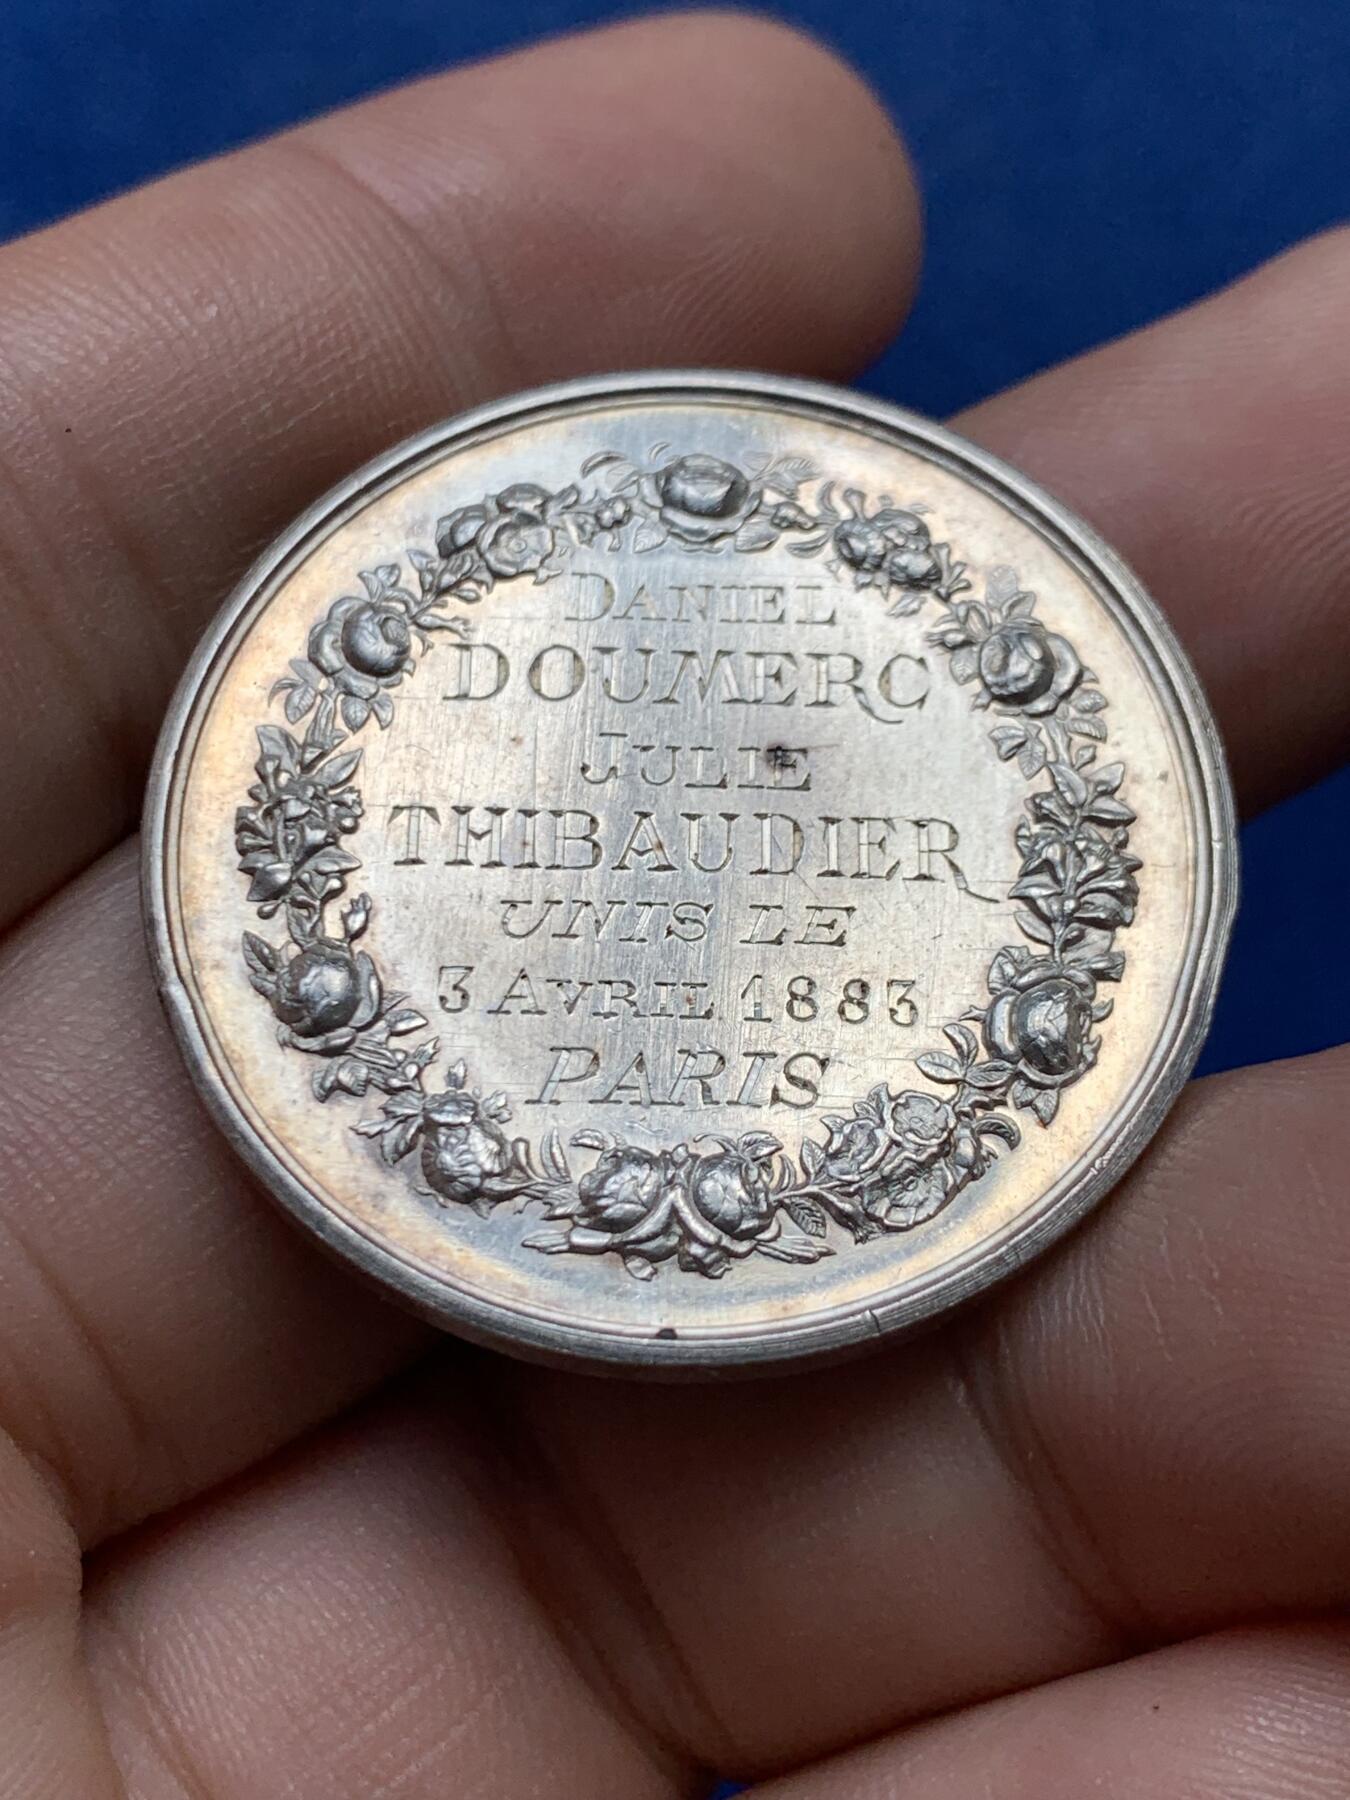 DANIEL
DOUMERC
JULIE
THIBAUDIER
UNIS LE
3 AVRIL 1883
PARIS